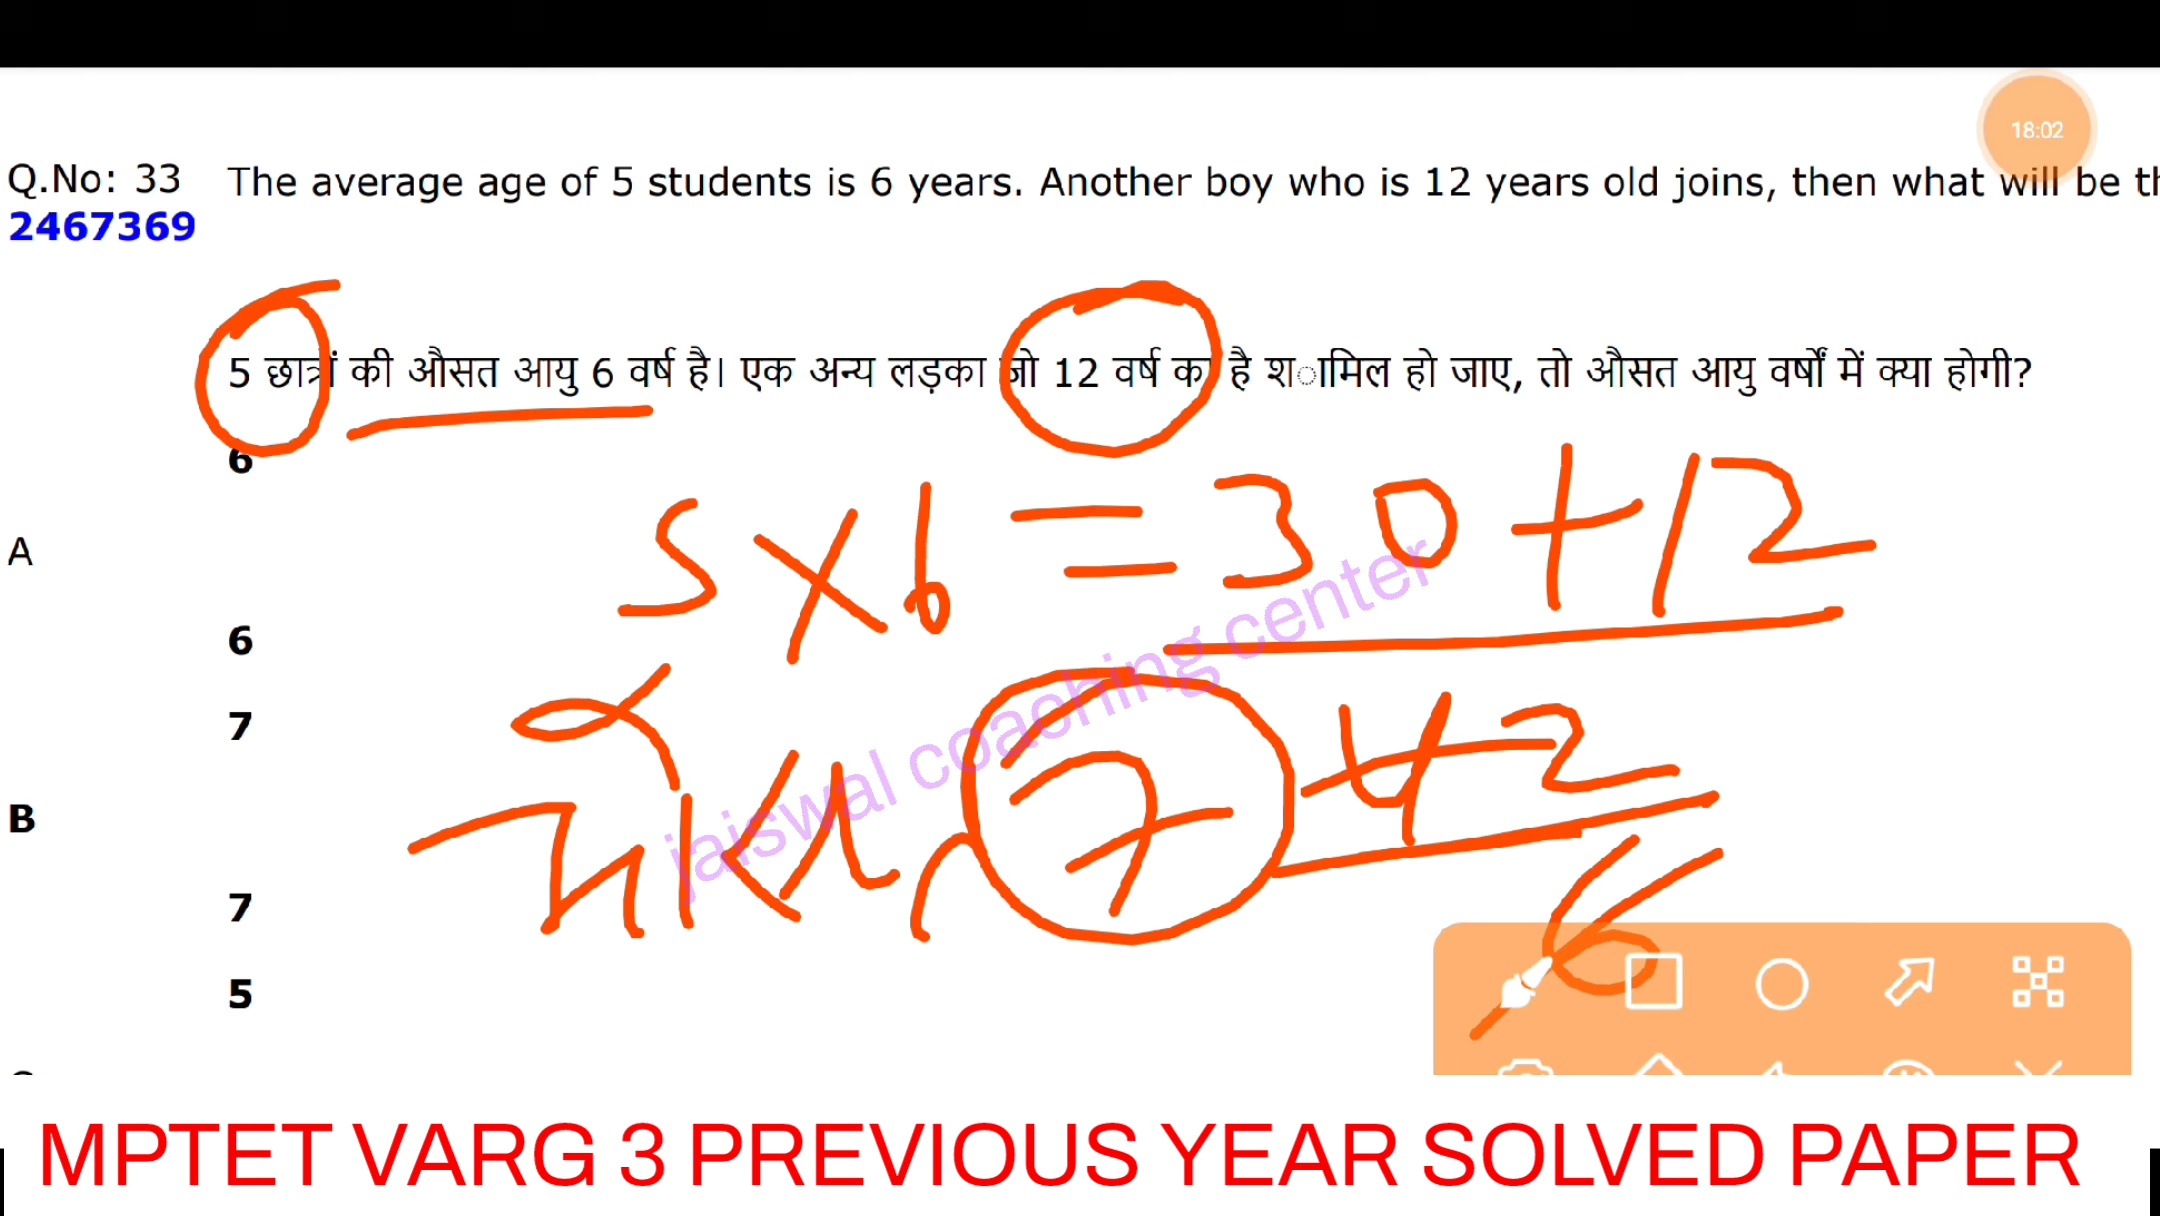 18:02
Q.No: 33 The average age of 5 students is 6 years. Another boy who is 12 years old joins, then what will be th
2467369
5 छात्रों की औसत आयु 6 वर्ष है। एक अन्य लड़का जो 12 वर्ष का है श◌ामिल हो जाए, तो औसत आयु वर्षों में क्या होगी?
6
5 x 6 = 30 + 12
A
6
7
7 42
6
B
7
5
jaiswal coaching center
MPTET VARG 3 PREVIOUS YEAR SOLVED PAPER